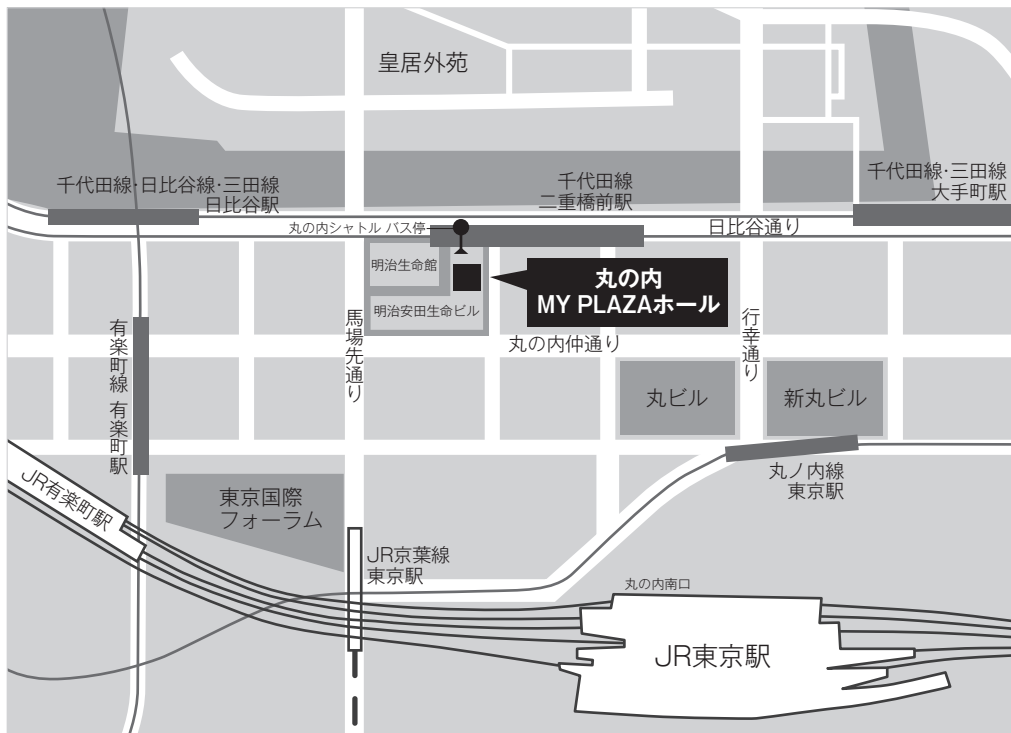 皇居外苑
千代田線・日比谷線・三田線
日比谷駅
千代田線
二重橋前駅
千代田線・三田線
大手町駅
丸の内シャトル バス停
日比谷通り
明治生命館
明治安田生命ビル
丸の内
MY PLAZAホール
馬場先通り
丸の内仲通り
行幸通り
有楽町線 有楽町駅
丸ビル
新丸ビル
丸ノ内線
東京駅
JR有楽町駅
東京国際
フォーラム
JR京葉線
東京駅
丸の内南口
JR東京駅